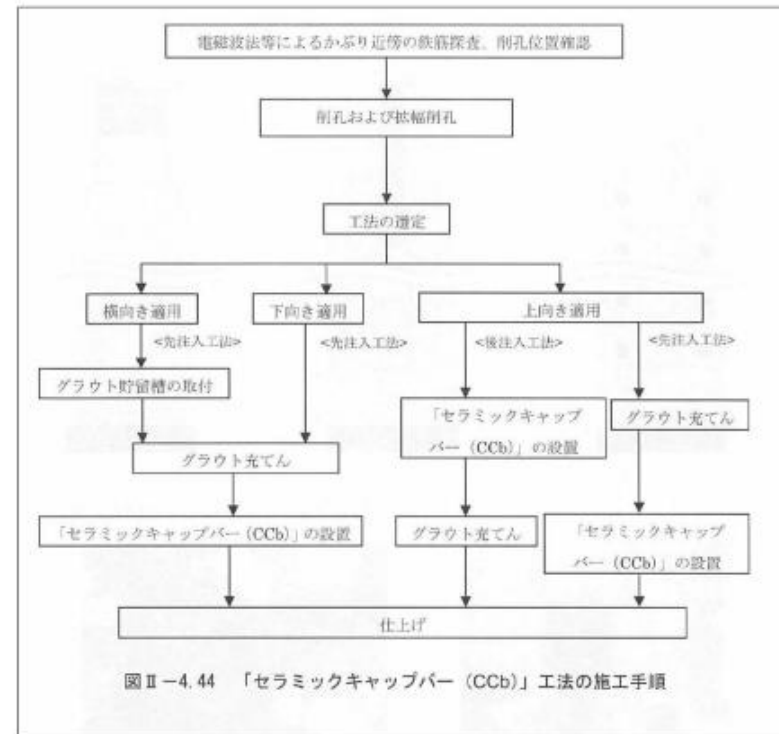 電磁波法等によるかぶり近傍の鉄筋探査、削孔位置確認
削孔および拡幅削孔
工法の選定
横向き適用
下向き適用
上向き適用
<先注入工法>
<先注入工法>
<後注入工法>
<先注入工法>
グラウト貯留槽の取付
「セラミックキャップ
バー（CCb)」の設置
グラウト充てん
グラウト充てん
「セラミックキャップバー（CCb)」の設置
グラウト充てん
「セラミックキャップ
バー（CCb)」の設置
仕上げ
図Ⅱ－4.44　「セラミックキャップバー（CCb)」工法の施工手順